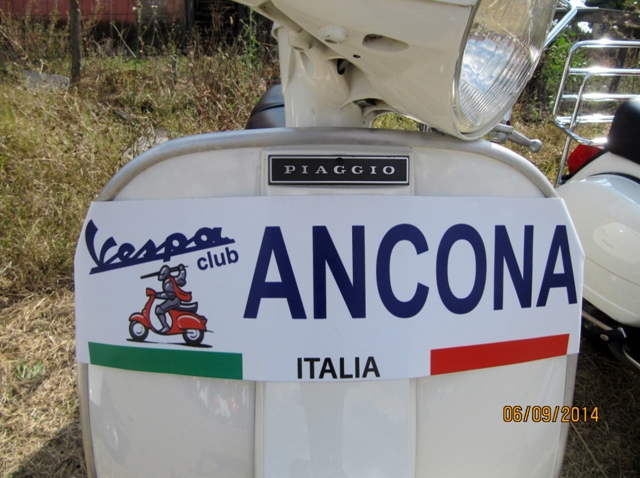 PIAGGIO
Vespa club
ANCONA
ITALIA
06/09/2014